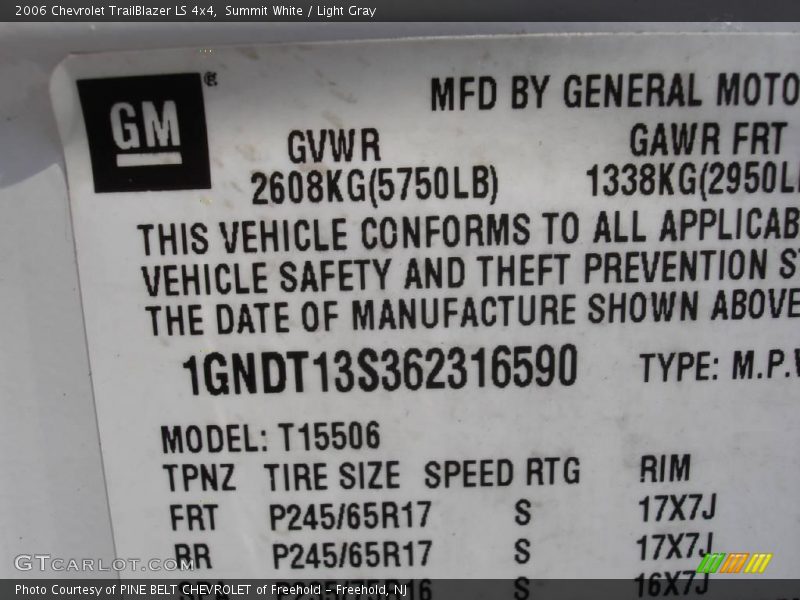 2006 Chevrolet TrailBlazer LS 4x4,  Summit White / Light Gray
GM®
MFD BY GENERAL MOTO
GVWR GAWR FRT
2608KG(5750LB) 1338KG(2950L
THIS VEHICLE CONFORMS TO ALL APPLICAB
VEHICLE SAFETY AND THEFT PREVENTION S
THE DATE OF MANUFACTURE SHOWN ABOVE
1GNDT13S362316590 TYPE: M.P.V
MODEL: T15506
TPNZ TIRE SIZE SPEED RTG RIM
FRT P245/65R17 S 17X7J
RR P245/65R17 S 17X7J
SPA P235/75R16 S 16X7J
GTCarLot.com
Photo Courtesy of PINE BELT CHEVROLET of Freehold - Freehold, NJ